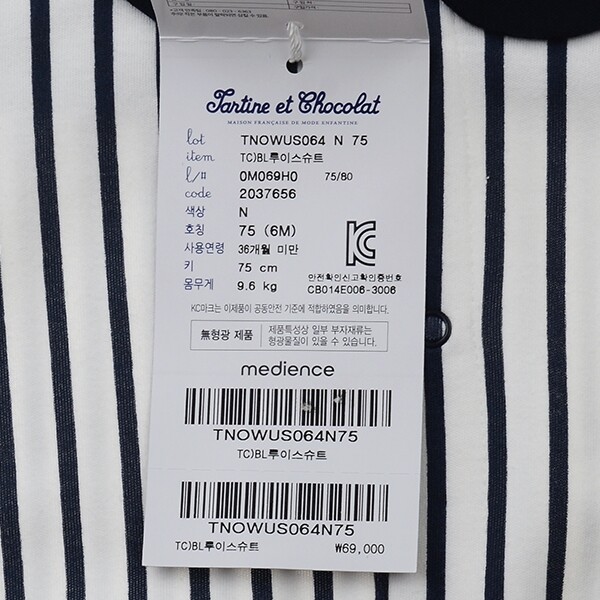 Tartine et Chocolat
MAISON FRANÇAISE DE MODE ENFANTINE
lot TNOWUS064 N 75
item TC)BL루이스슈트
l/# 0M069H0 75/80
code 2037656
색상 N
호칭 75 (6M)
사용연령 36개월 미만
키 75 cm
몸무게 9.6 kg
안전확인신고확인증번호
CB014E006-3006
KC마크는 이제품이 공통안전 기준에 적합하였음을 의미합니다.
無형광 제품
제품특성상 일부 부자재류는
형광물질이 있을 수 있습니다.
medience
TNOWUS064N75
TC)BL루이스슈트
TNOWUS064N75
TC)BL루이스슈트 ₩69,000